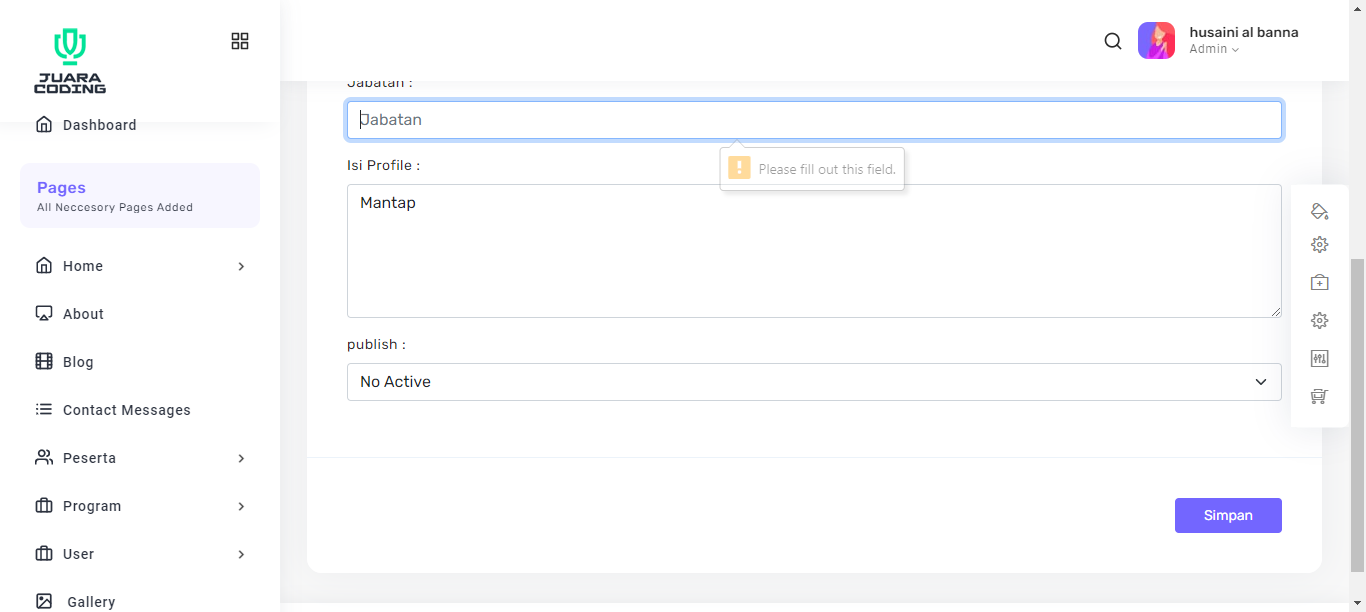 JUARA
CODING
husaini al banna
Admin
Dashboard
Pages
All Neccesory Pages Added
Home
About
Blog
Contact Messages
Peserta
Program
User
Gallery
Jabatan :
Jabatan
Please fill out this field.
Isi Profile :
Mantap
publish :
No Active
Simpan